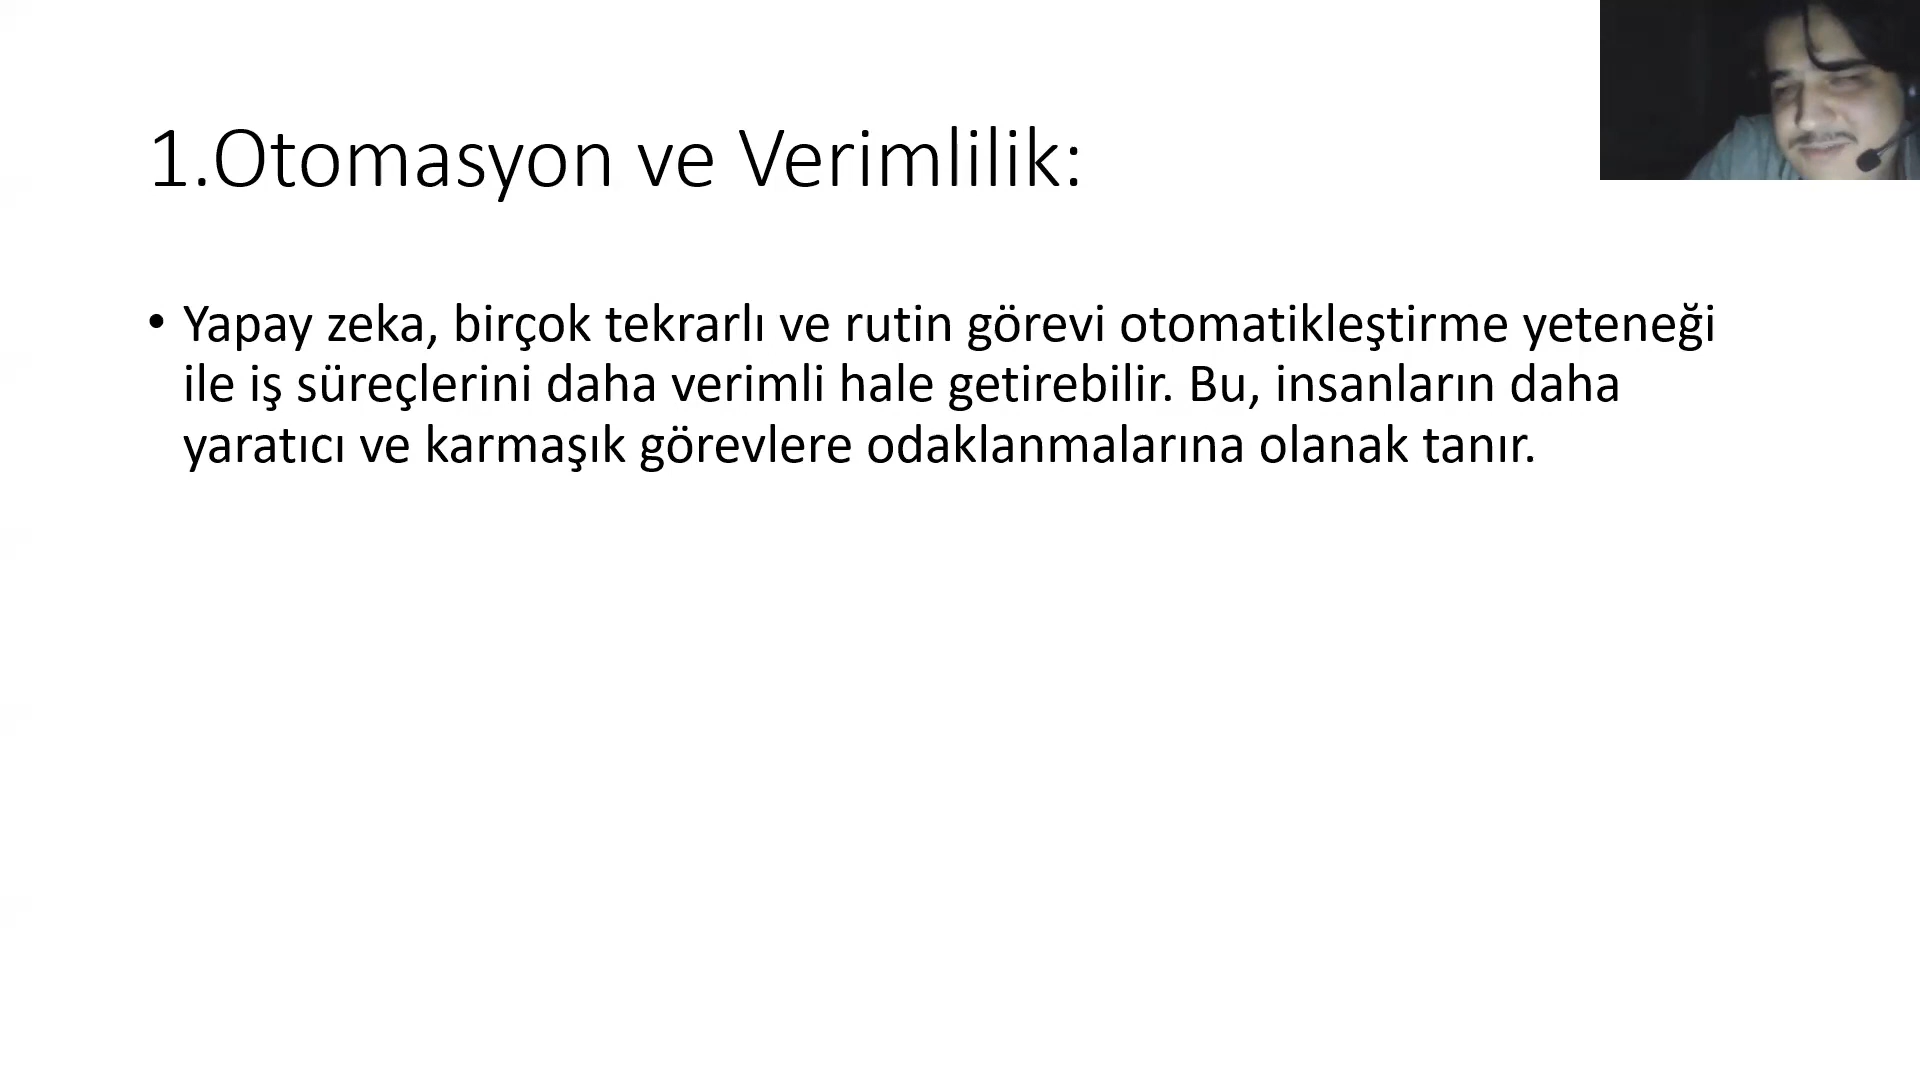 1.Otomasyon ve Verimlilik:
• Yapay zeka, birçok tekrarlı ve rutin görevi otomatikleştirme yeteneği
ile iş süreçlerini daha verimli hale getirebilir. Bu, insanların daha
yaratıcı ve karmaşık görevlere odaklanmalarına olanak tanır.